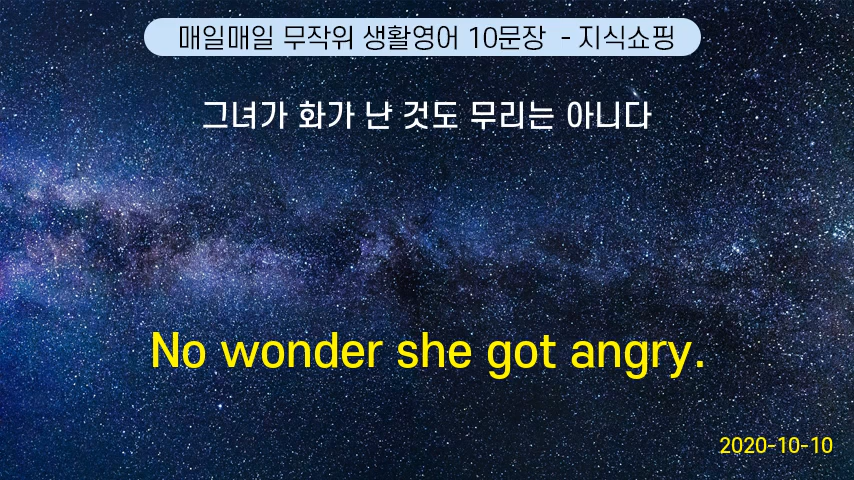 매일매일 무작위 생활영어 10문장 - 지식쇼핑
그녀가 화가 난 것도 무리는 아니다
No wonder she got angry.
2020-10-10